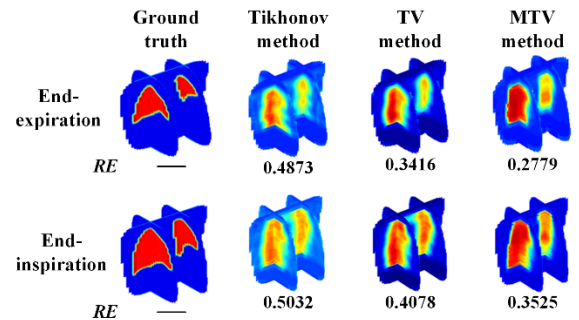 Ground truth
Tikhonov method
TV method
MTV method
End-expiration
RE — 0.4873 0.3416 0.2779
End-inspiration
RE — 0.5032 0.4078 0.3525